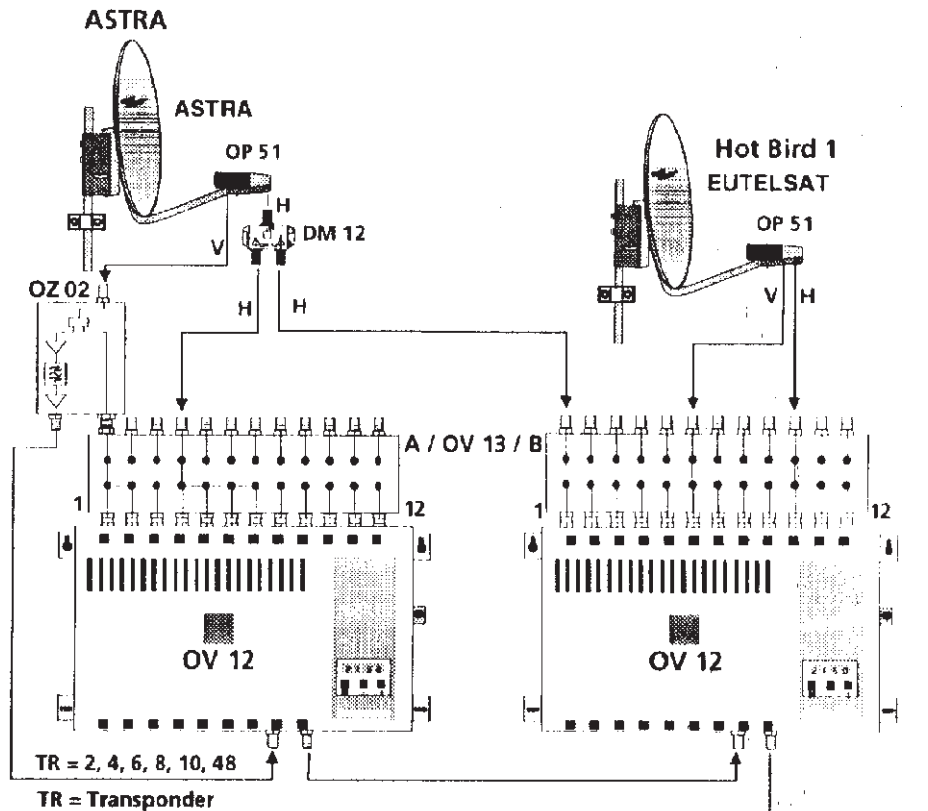 ASTRA
ASTRA
OP 51
H
DM 12
V
H
H
OZ 02
Hot Bird 1
EUTELSAT
OP 51
V
H
A / OV 13 / B
1
12
1
12
OV 12
OV 12
2150
TR = 2, 4, 6, 8, 10, 48
TR = Transponder